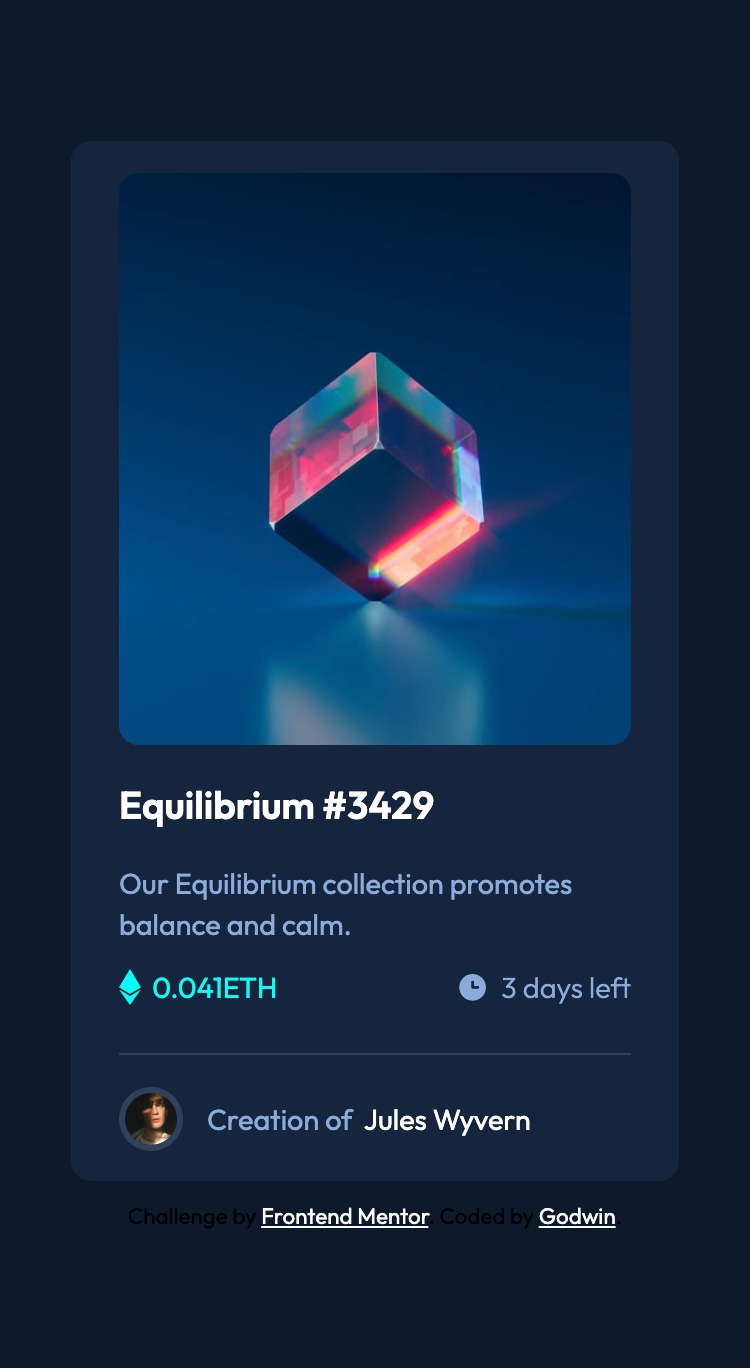 Equilibrium #3429
Our Equilibrium collection promotes
balance and calm.
0.041ETH
3 days left
Creation of Jules Wyvern
Challenge by Frontend Mentor. Coded by Godwin.